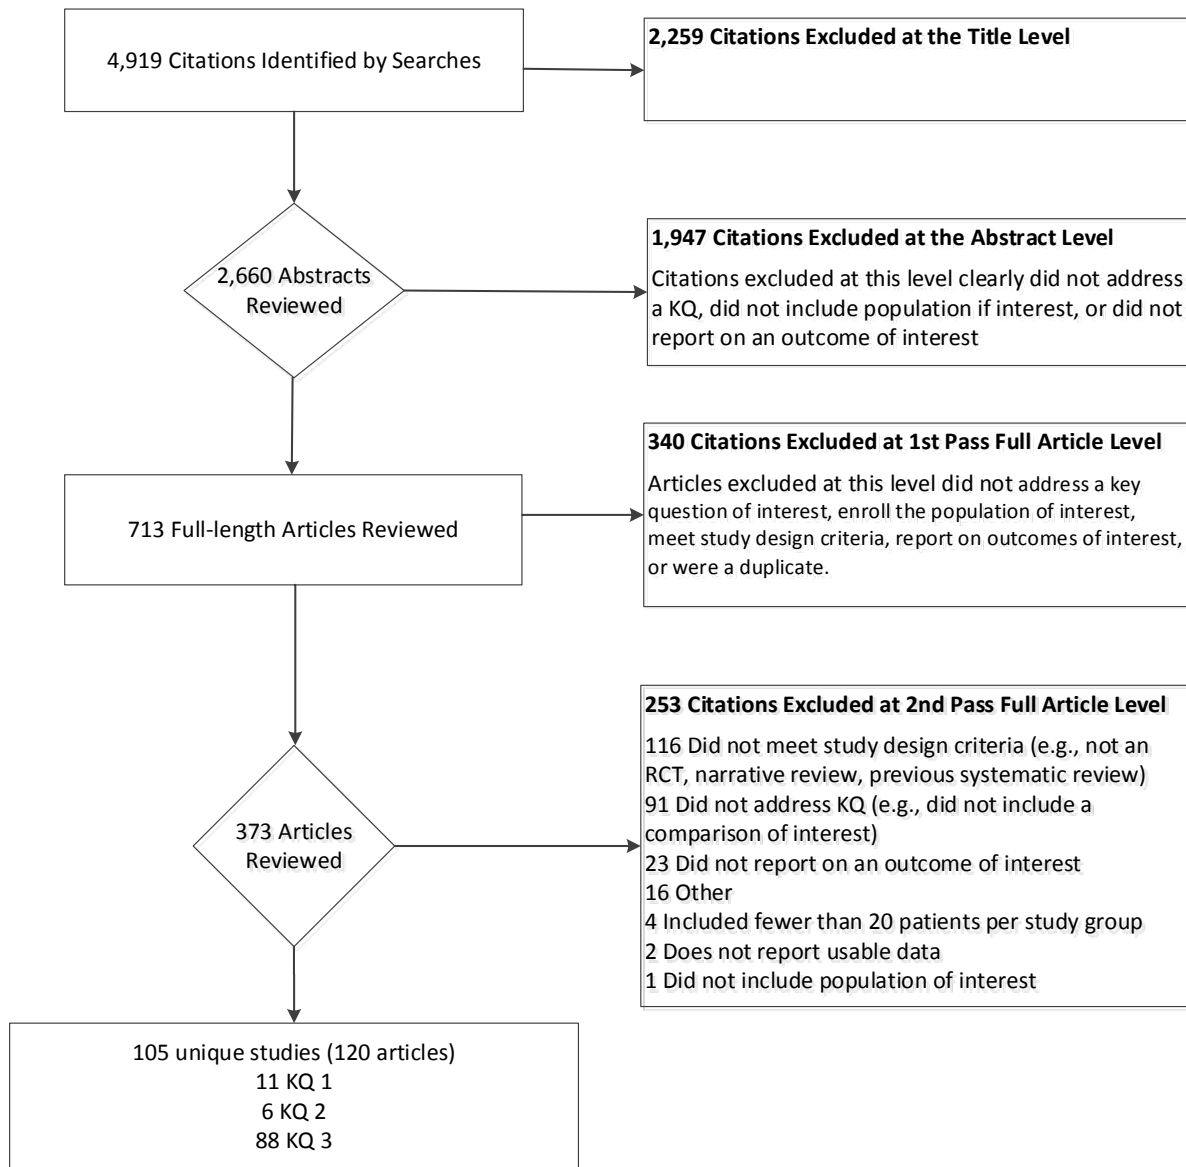 4,919 Citations Identified by Searches
2,259 Citations Excluded at the Title Level
2,660 Abstracts
Reviewed
1,947 Citations Excluded at the Abstract Level
Citations excluded at this level clearly did not address
a KQ, did not include population if interest, or did not
report on an outcome of interest
713 Full-length Articles Reviewed
340 Citations Excluded at 1st Pass Full Article Level
Articles excluded at this level did not address a key
question of interest, enroll the population of interest,
meet study design criteria, report on outcomes of interest,
or were a duplicate.
373 Articles
Reviewed
253 Citations Excluded at 2nd Pass Full Article Level
116 Did not meet study design criteria (e.g., not an
RCT, narrative review, previous systematic review)
91 Did not address KQ (e.g., did not include a
comparison of interest)
23 Did not report on an outcome of interest
16 Other
4 Included fewer than 20 patients per study group
2 Does not report usable data
1 Did not include population of interest
105 unique studies (120 articles)
11 KQ 1
6 KQ 2
88 KQ 3